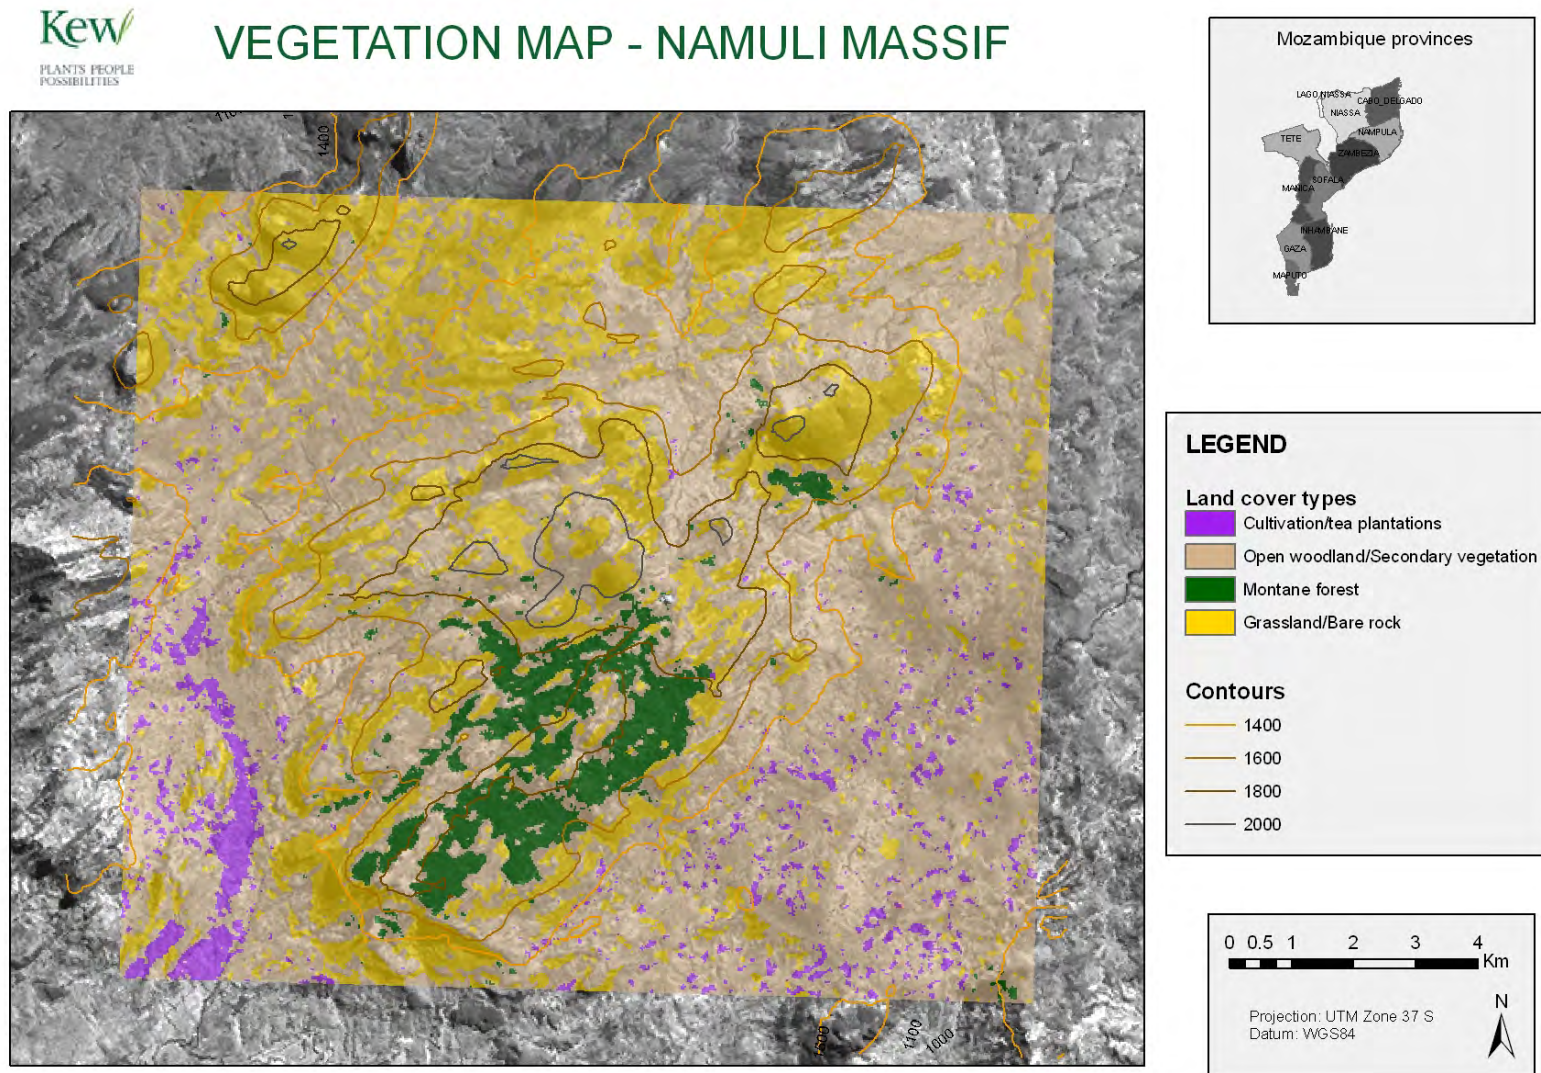 Kew
PLANTS PEOPLE
POSSIBILITIES
VEGETATION MAP - NAMULI MASSIF
Mozambique provinces
LAGO NIASSA
CABO_DELGADO
NIASSA
NAMPULA
TETE
ZAMBEZIA
SOFALA
MANICA
INHAMBANE
GAZA
MAPUTO
1400
LEGEND
Land cover types
Cultivation/tea plantations
Open woodland/Secondary vegetation
Montane forest
Grassland/Bare rock
Contours
1400
1600
1800
2000
0 0.5 1 2 3 4
Km
Projection: UTM Zone 37 S
Datum: WGS84
N
1100
1000